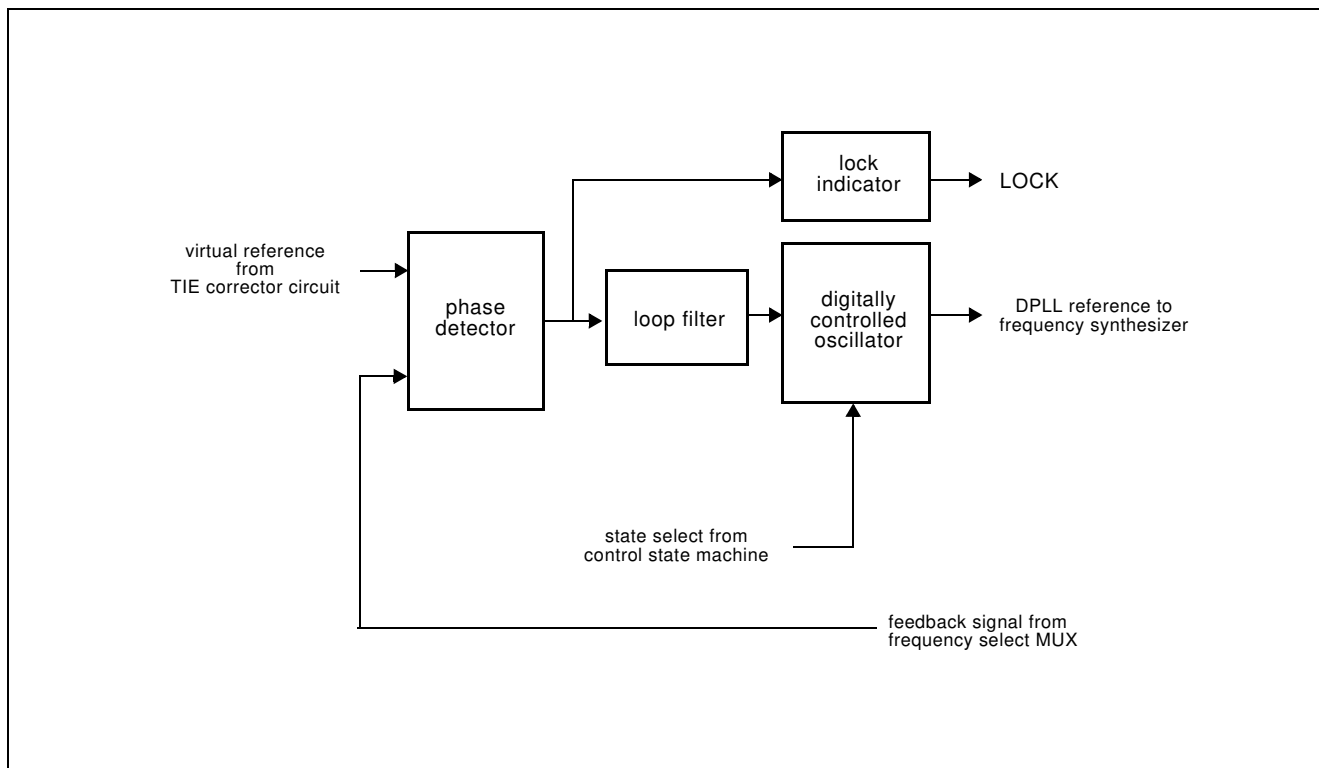 lock
indicator
LOCK
virtual reference
from
TIE corrector circuit
phase
detector
loop filter
digitally
controlled
oscillator
DPLL reference to
frequency synthesizer
state select from
control state machine
feedback signal from
frequency select MUX